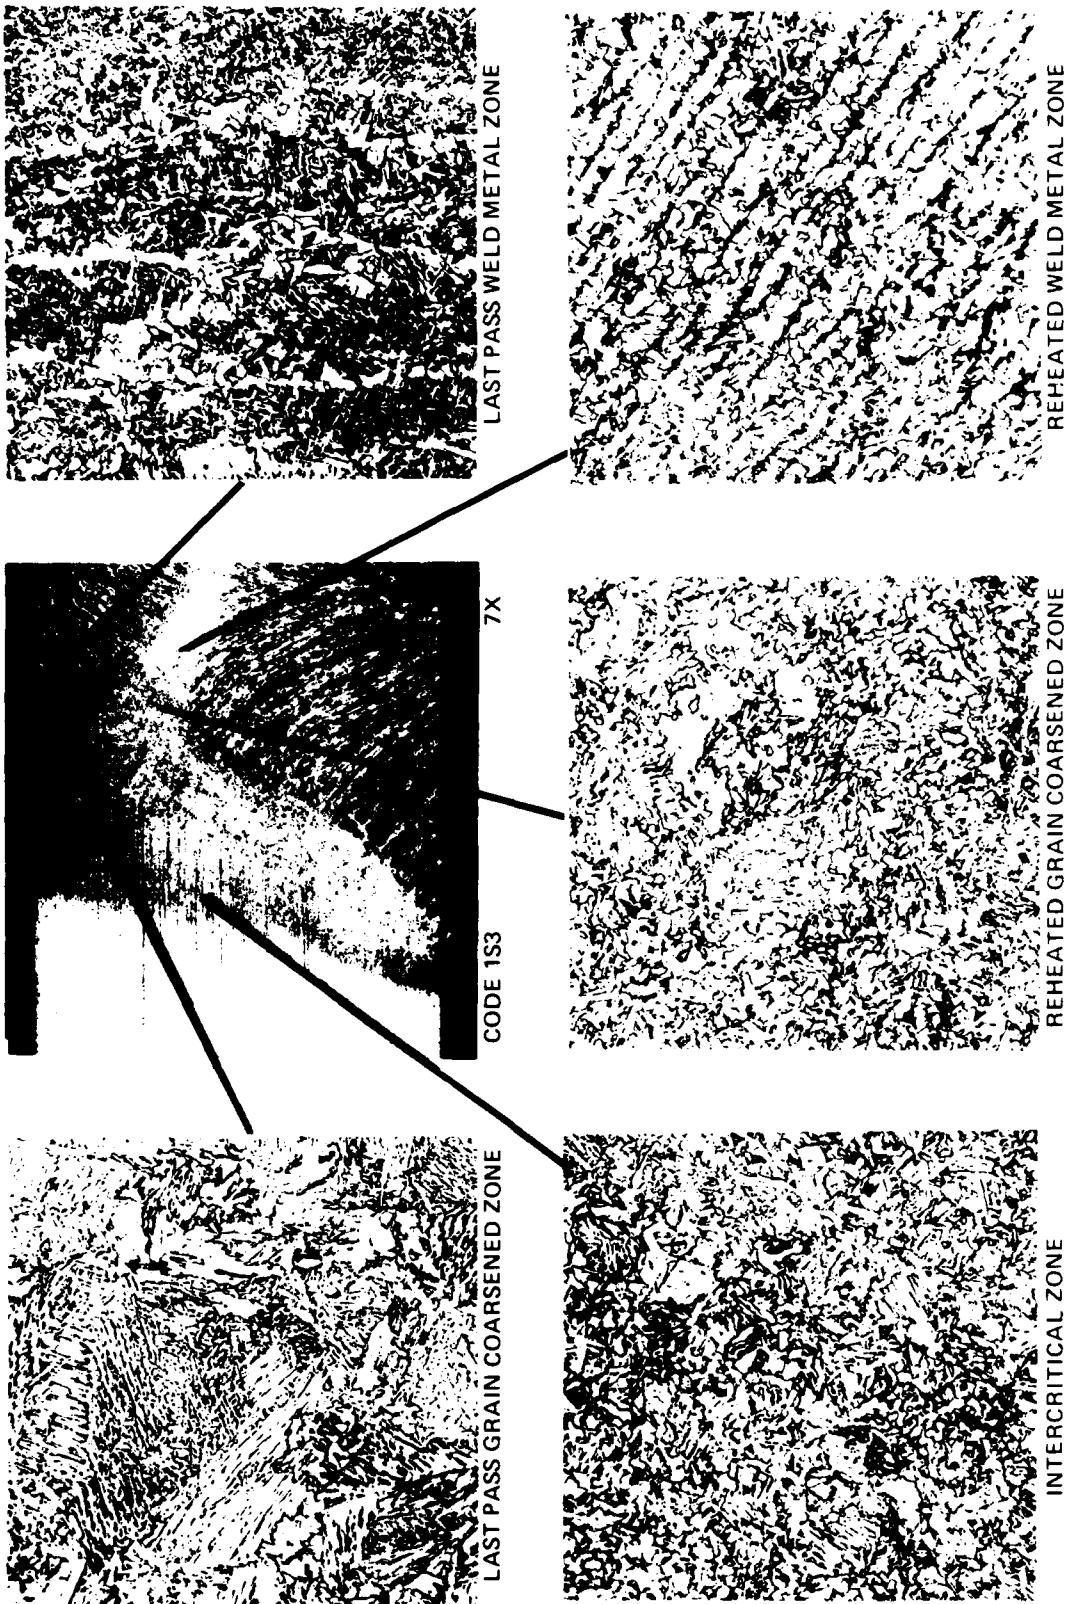 LAST PASS GRAIN COARSENED ZONE
CODE 1S3
7X
LAST PASS WELD METAL ZONE
INTERCRITICAL ZONE
REHEATED GRAIN COARSENED ZONE
REHEATED WELD METAL ZONE